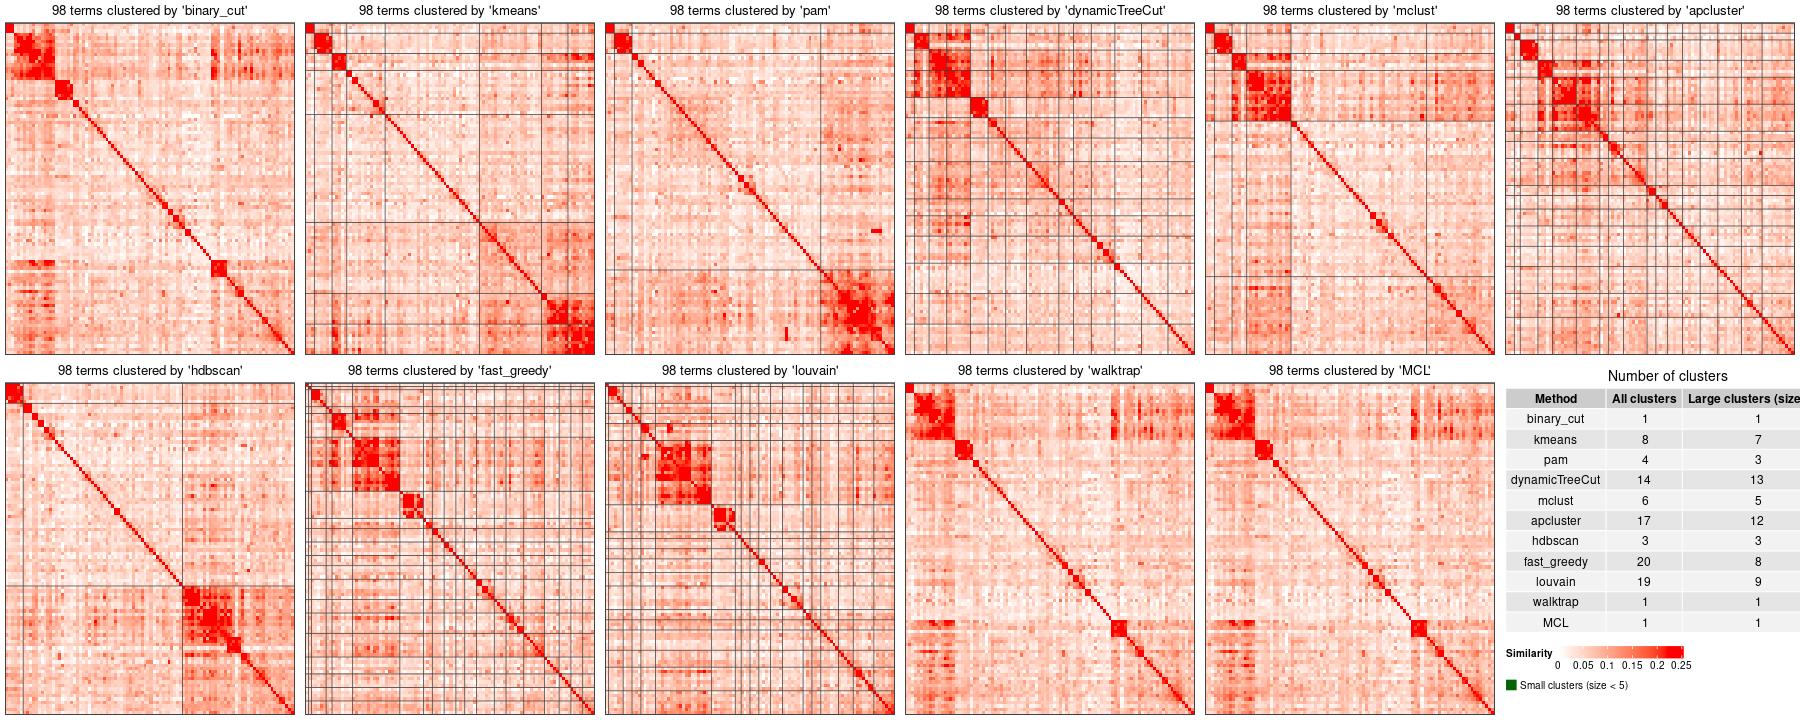 98 terms clustered by 'binary_cut'
98 terms clustered by 'kmeans'
98 terms clustered by 'pam'
98 terms clustered by 'dynamicTreeCut'
98 terms clustered by 'mclust'
98 terms clustered by 'apcluster'
98 terms clustered by 'hdbscan'
98 terms clustered by 'fast_greedy'
98 terms clustered by 'louvain'
98 terms clustered by 'walktrap'
98 terms clustered by 'MCL'
Number of clusters
Method All clusters Large clusters (size
binary_cut 1 1
kmeans 8 7
pam 4 3
dynamicTreeCut 14 13
mclust 6 5
apcluster 17 12
hdbscan 3 3
fast_greedy 20 8
louvain 19 9
walktrap 1 1
MCL 1 1
Similarity
0 0.05 0.1 0.15 0.2 0.25
Small clusters (size < 5)